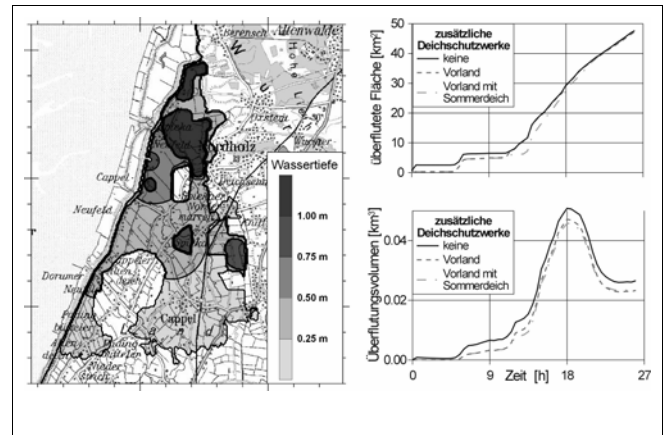 Altenwalde
Nordholz
Wassertiefe
1.00 m
0.75 m
0.50 m
0.25 m
Cappel
Neufeld
Dorumer
Cappel
überflutete Fläche [km²]
50
40
30
20
10
0
zusätzliche
Deichschutzwerke
keine
Vorland
Vorland mit
Sommerdeich
Überflutungsvolumen [km³]
0.04
0.02
0.00
zusätzliche
Deichschutzwerke
keine
Vorland
Vorland mit
Sommerdeich
0
9
18
27
Zeit [h]